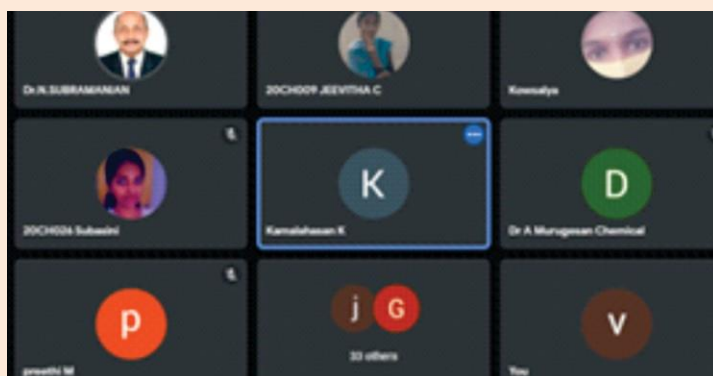 Dr.N.SUBRAMANIAN
20CH009 JEEVITHA C
Kowsalya
20CH026 Subasini
K
Kamalahasan K
D
Dr A Murugesan Chemical
p
preethi M
j G
33 others
v
You